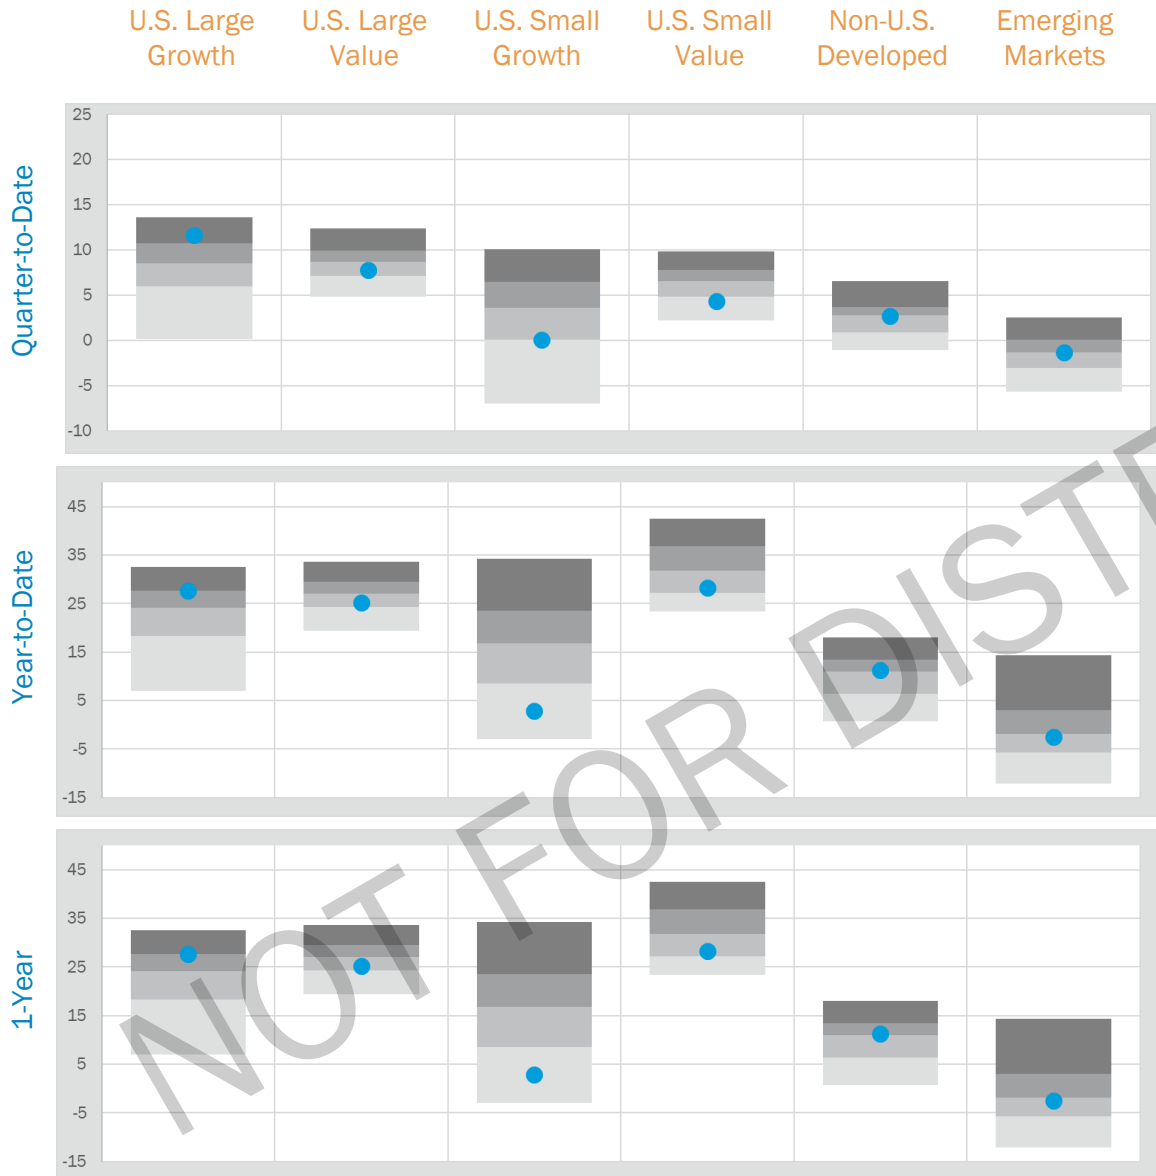 U.S. Large
Growth
U.S. Large
Value
U.S. Small
Growth
U.S. Small
Value
Non-U.S.
Developed
Emerging
Markets
Quarter-to-Date
25
20
15
10
5
0
-5
-10
Year-to-Date
45
35
25
15
5
-5
-15
1-Year
45
35
25
15
5
-5
-15
NOT FOR DIST